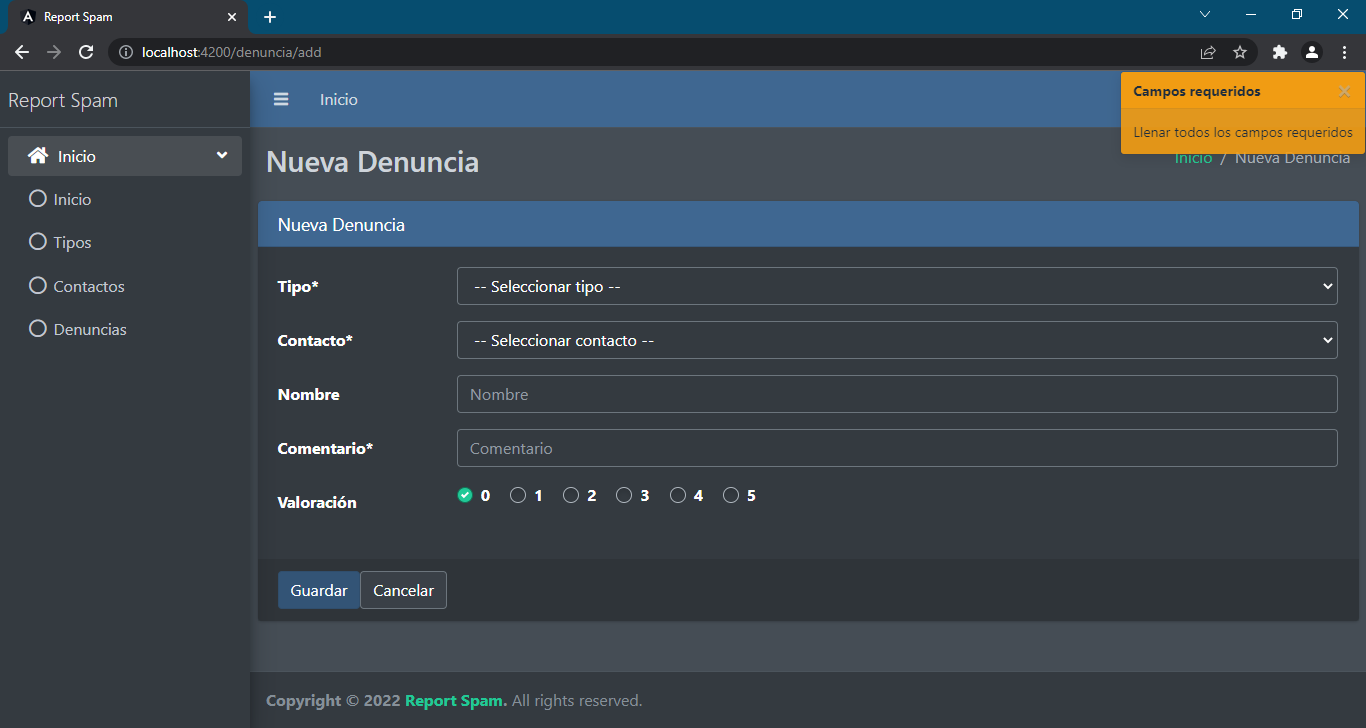 Report Spam
localhost:4200/denuncia/add
Report Spam
Inicio
Campos requeridos
Llenar todos los campos requeridos
Inicio
Inicio
Tipos
Contactos
Denuncias
Nueva Denuncia
Inicio / Nueva Denuncia
Nueva Denuncia
Tipo*
-- Seleccionar tipo --
Contacto*
-- Seleccionar contacto --
Nombre
Nombre
Comentario*
Comentario
Valoración
0 1 2 3 4 5
Guardar
Cancelar
Copyright © 2022 Report Spam. All rights reserved.